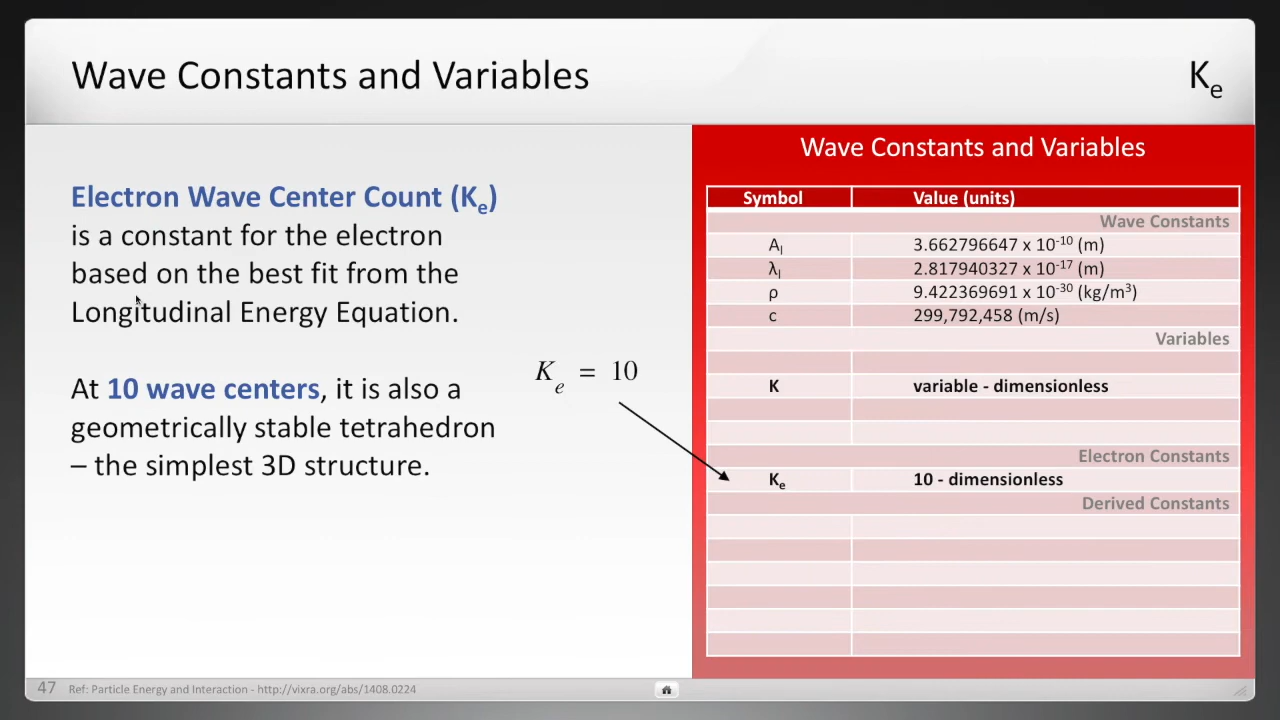 Wave Constants and Variables
Kₑ
Electron Wave Center Count (Kₑ)
is a constant for the electron
based on the best fit from the
Longitudinal Energy Equation.
At 10 wave centers, it is also a
geometrically stable tetrahedron
– the simplest 3D structure.
Kₑ = 10
Wave Constants and Variables
Symbol Value (units)
Wave Constants
Aₗ 3.662796647 x 10⁻¹⁰ (m)
λₗ 2.817940327 x 10⁻¹⁷ (m)
ρ 9.422369691 x 10⁻³⁰ (kg/m³)
c 299,792,458 (m/s)
Variables
K variable - dimensionless
Electron Constants
Kₑ 10 - dimensionless
Derived Constants
47 Ref: Particle Energy and Interaction - http://vixra.org/abs/1408.0224